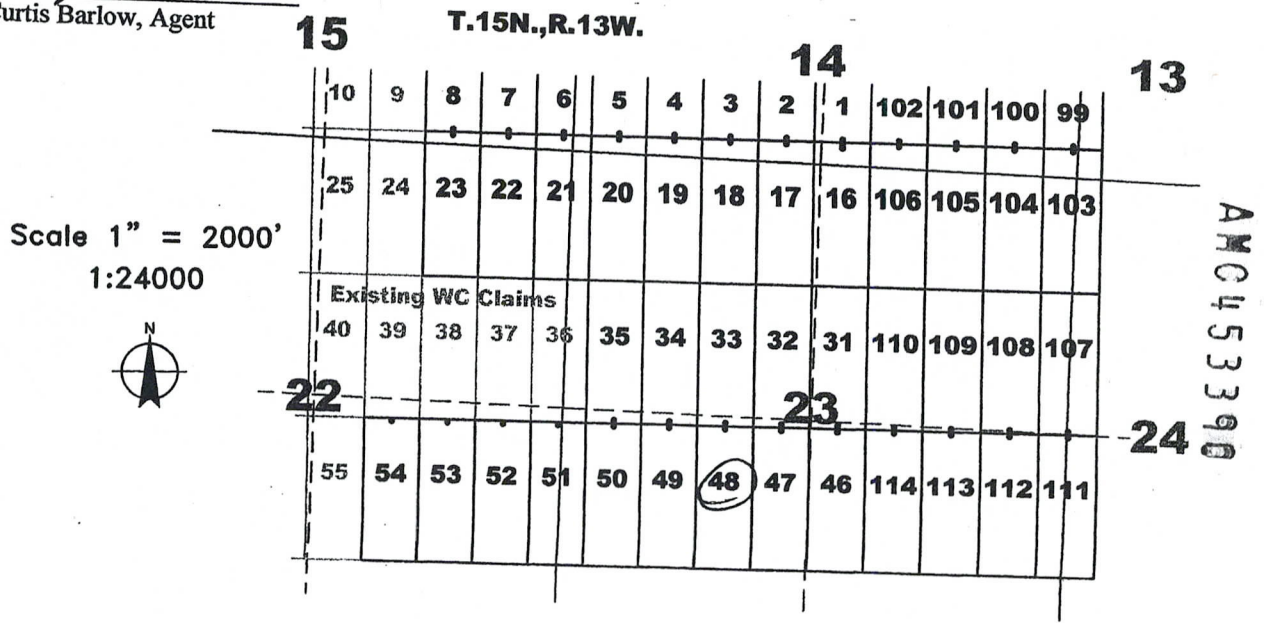 Curtis Barlow, Agent
T.15N.,R.13W.
15
14
13
10 9 8 7 6 5 4 3 2 1 102 101 100 99
25 24 23 22 21 20 19 18 17 16 106 105 104 103
Scale 1" = 2000'
1:24000
N
Existing WC Claims
40 39 38 37 36 35 34 33 32 31 110 109 108 107
22
23
24
55 54 53 52 51 50 49 48 47 46 114 113 112 111